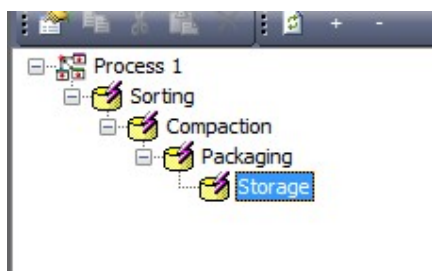 Process 1
Sorting
Compaction
Packaging
Storage